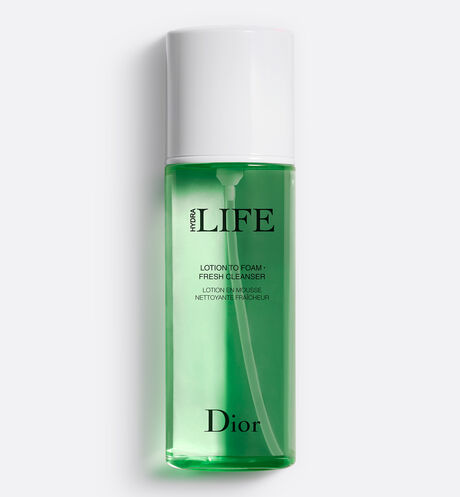 HYDRA
LIFE
LOTION TO FOAM •
FRESH CLEANSER
LOTION EN MOUSSE
NETTOYANTE FRAÎCHEUR
Dior